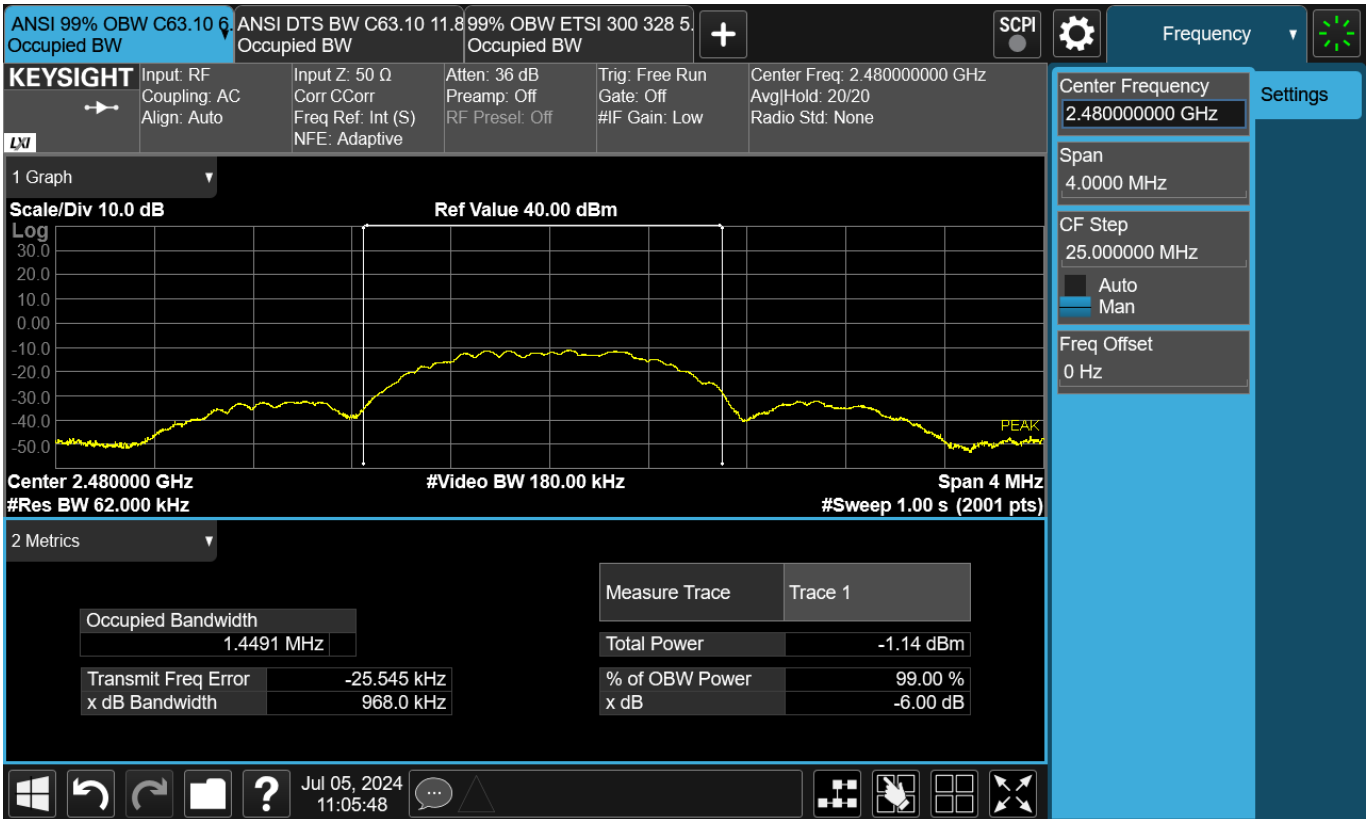 ANSI 99% OBW C63.10 6.
Occupied BW
ANSI DTS BW C63.10 11.8
Occupied BW
99% OBW ETSI 300 328 5.
Occupied BW
SCPI
Frequency
KEYSIGHT
LXI
Input: RF
Coupling: AC
Align: Auto
Input Z: 50 Ω
Corr CCorr
Freq Ref: Int (S)
NFE: Adaptive
Atten: 36 dB
Preamp: Off
RF Presel: Off
Trig: Free Run
Gate: Off
#IF Gain: Low
Center Freq: 2.480000000 GHz
Avg|Hold: 20/20
Radio Std: None
Center Frequency
2.480000000 GHz
Settings
Span
4.0000 MHz
CF Step
25.000000 MHz
Auto
Man
Freq Offset
0 Hz
1 Graph
Scale/Div 10.0 dB
Ref Value 40.00 dBm
Log
30.0
20.0
10.0
0.00
-10.0
-20.0
-30.0
-40.0
-50.0
PEAK
Center 2.480000 GHz
#Video BW 180.00 kHz
Span 4 MHz
#Res BW 62.000 kHz
#Sweep 1.00 s (2001 pts)
2 Metrics
Measure Trace
Trace 1
Occupied Bandwidth
1.4491 MHz
Total Power
-1.14 dBm
Transmit Freq Error
-25.545 kHz
% of OBW Power
99.00 %
x dB Bandwidth
968.0 kHz
x dB
-6.00 dB
?
Jul 05, 2024
11:05:48